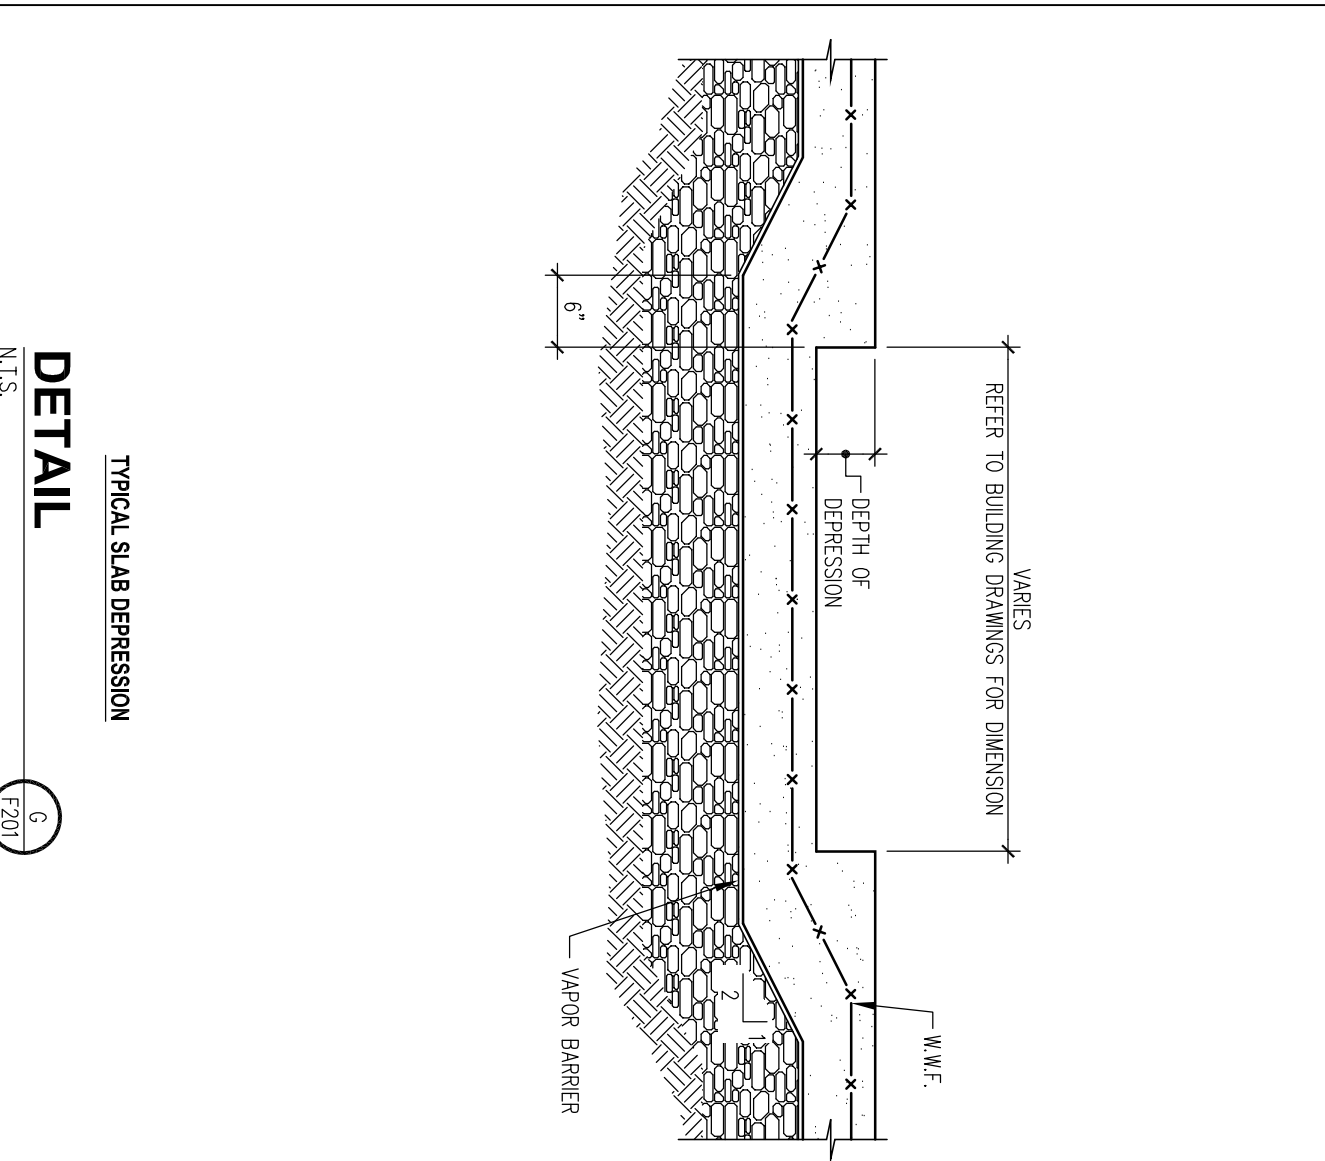 VARIES
REFER TO BUILDING DRAWINGS FOR DIMENSION
DEPTH OF
DEPRESSION
W.W.F.
6"
2
1
VAPOR BARRIER
TYPICAL SLAB DEPRESSION
DETAIL
N.T.S.
G
F201